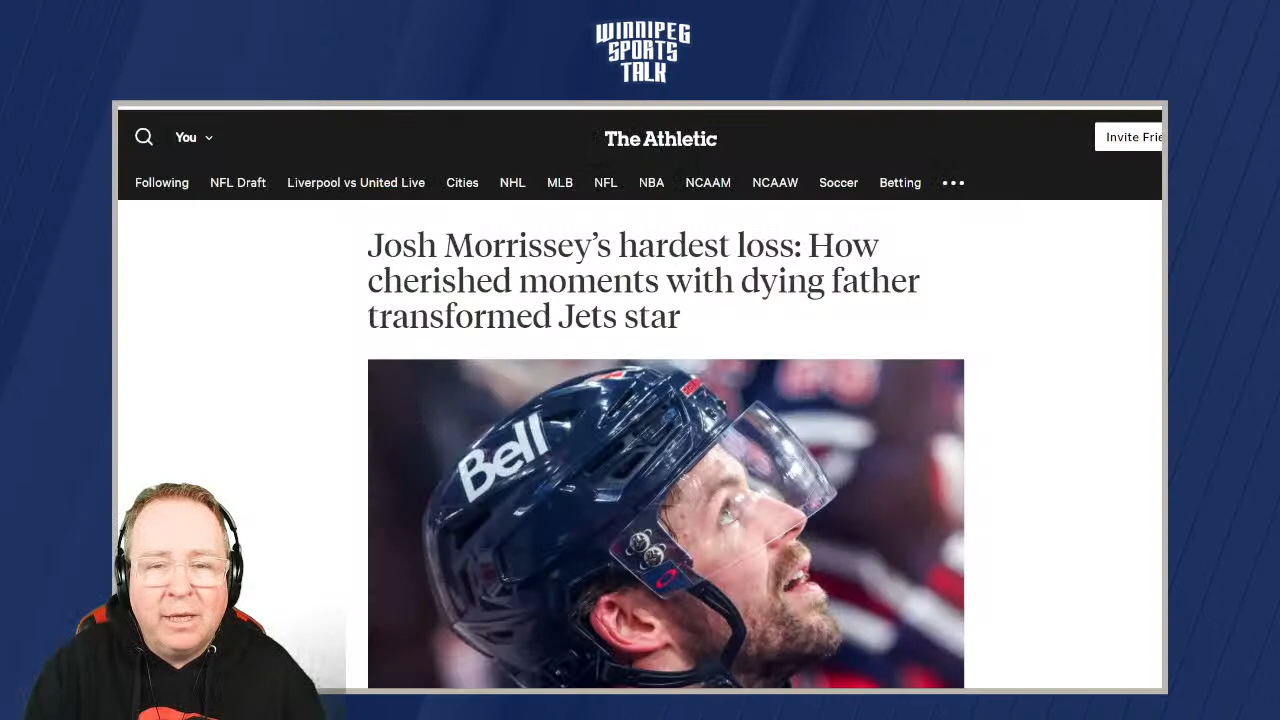 WINNIPEG
SPORTS
TALK
You
The Athletic
Invite Frie
Following NFL Draft Liverpool vs United Live Cities NHL MLB NFL NBA NCAAM NCAAW Soccer Betting
Josh Morrissey's hardest loss: How
cherished moments with dying father
transformed Jets star
Bell